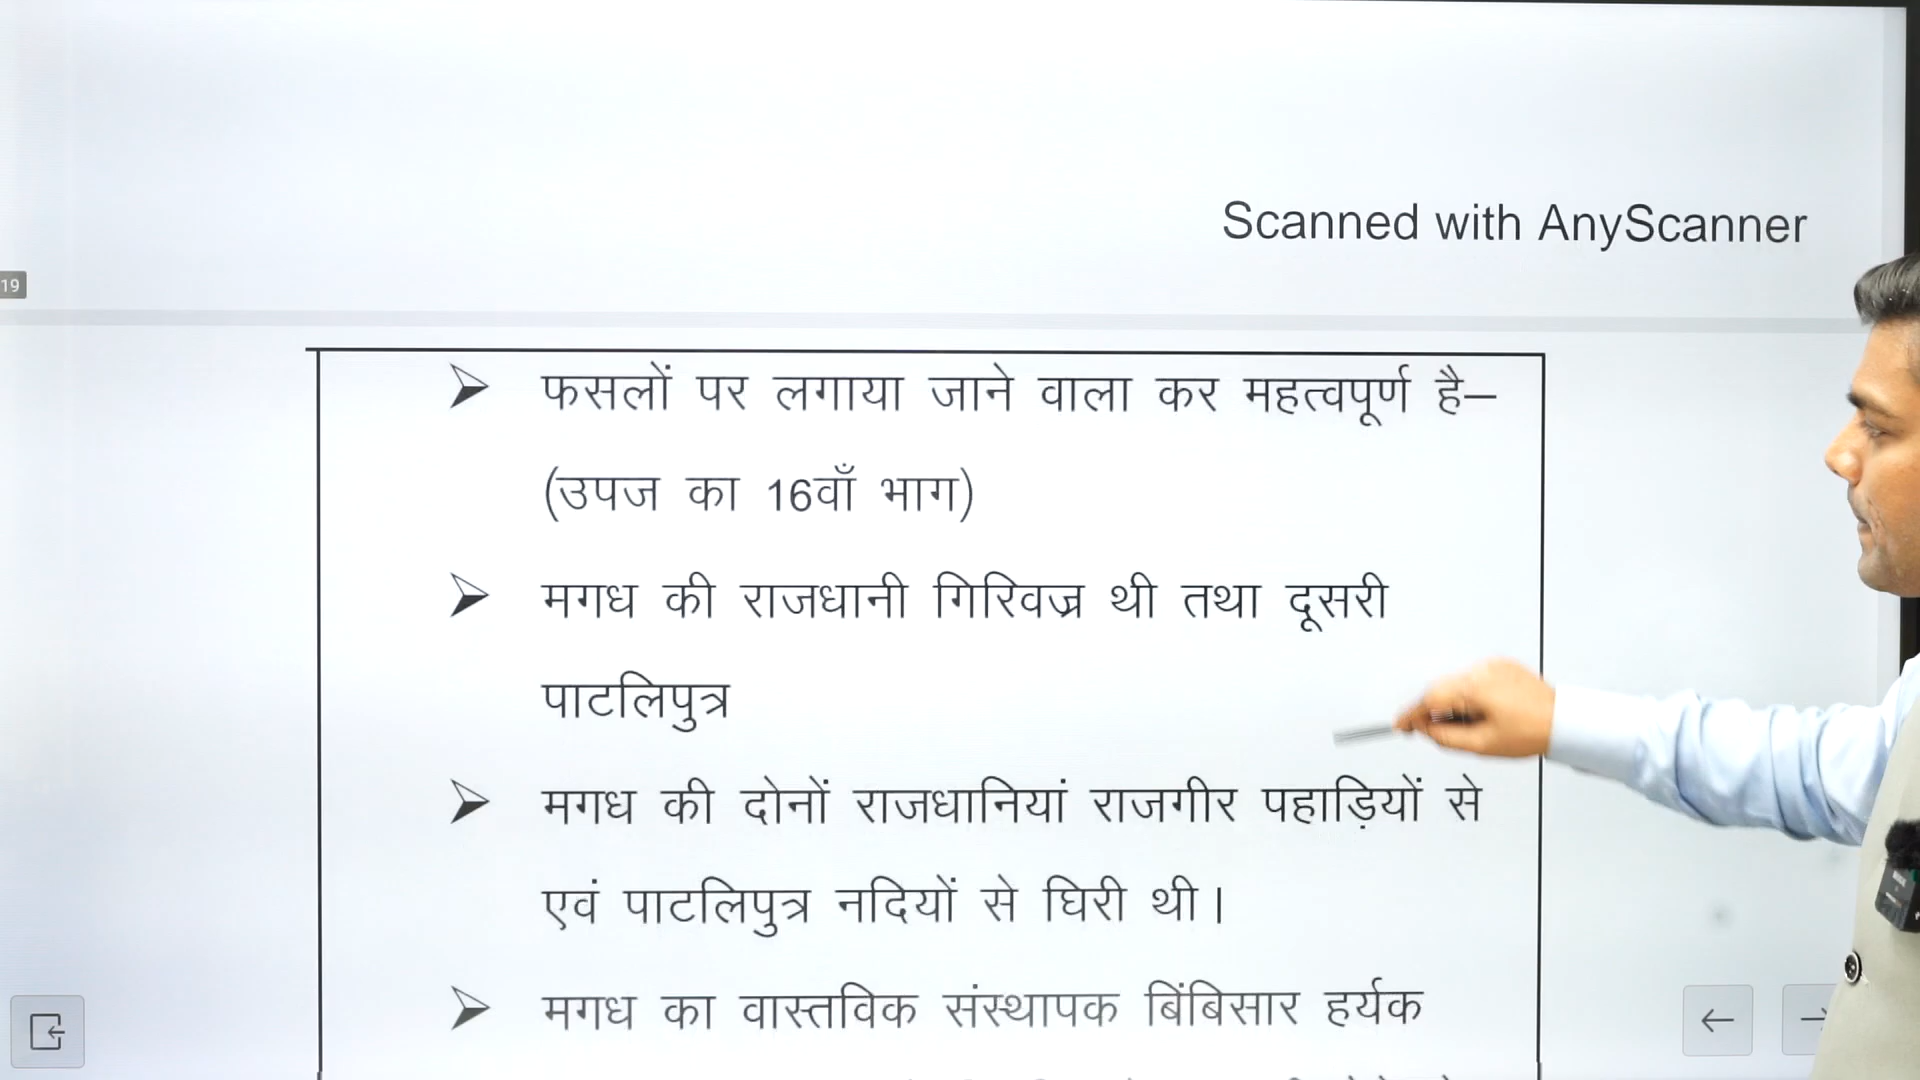 Scanned with AnyScanner
19
फसलों पर लगाया जाने वाला कर महत्वपूर्ण है–
(उपज का 16वाँ भाग)
मगध की राजधानी गिरिवज्र थी तथा दूसरी
पाटलिपुत्र
मगध की दोनों राजधानियां राजगीर पहाड़ियों से
एवं पाटलिपुत्र नदियों से घिरी थी।
मगध का वास्तविक संस्थापक बिंबिसार हर्यक